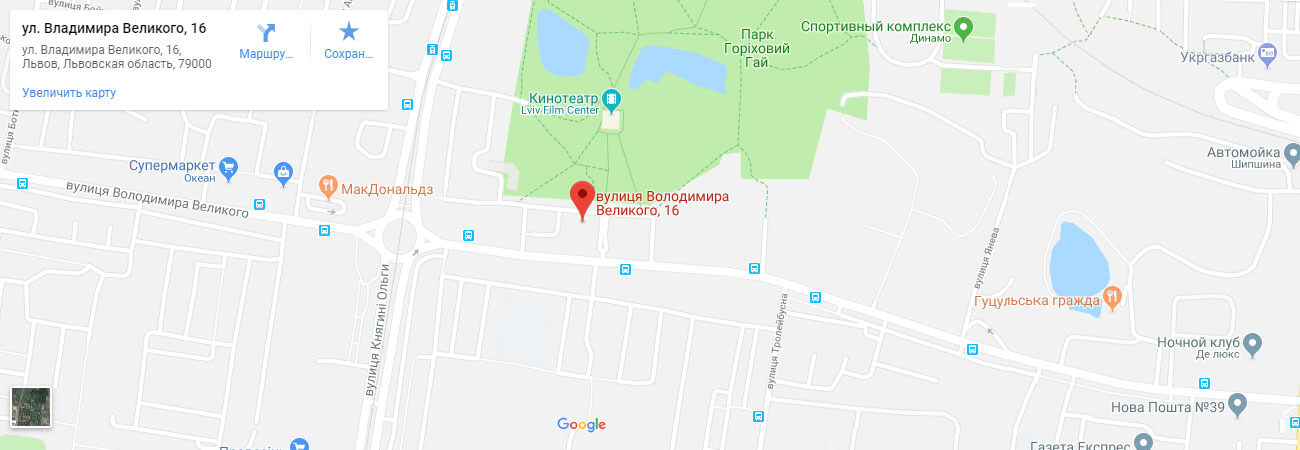 ул. Владимира Великого, 16
ул. Владимира Великого, 16,
Львов, Львовская область, 79000
Маршру...
Сохран...
Увеличить карту
Парк
Горіховий
Гай
Спортивный комплекс
Динамо
Укргазбанк
Кинотеатр
Lviv Film Center
Супермаркет
Океан
МакДональдз
вулиця Володимира Великого
вулиця Володимира
Великого, 16
Автомойка
Шипшина
вулиця Янева
Гуцульська гражда
вулиця Княгині Ольги
вулиця Тролейбусна
Ночной клуб
Де люкс
Нова Пошта №39
Газета Експрес
Google